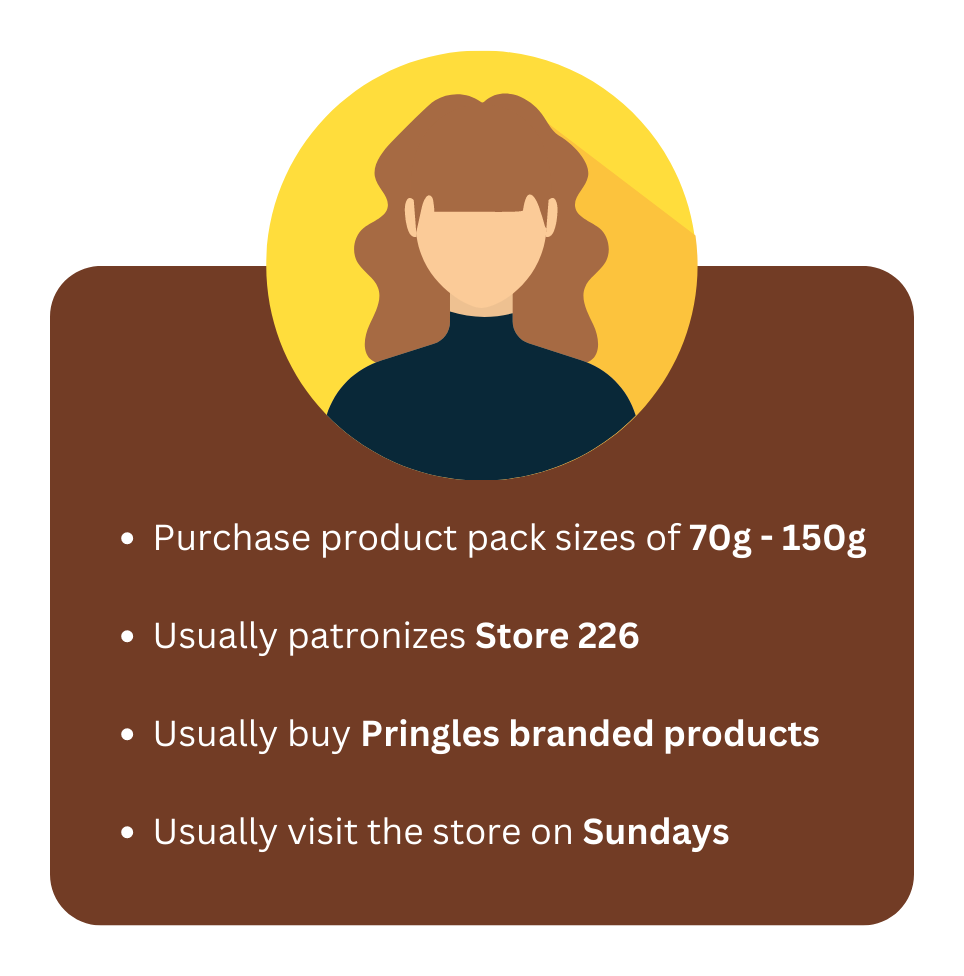 • Purchase product pack sizes of 70g - 150g
• Usually patronizes Store 226
• Usually buy Pringles branded products
• Usually visit the store on Sundays